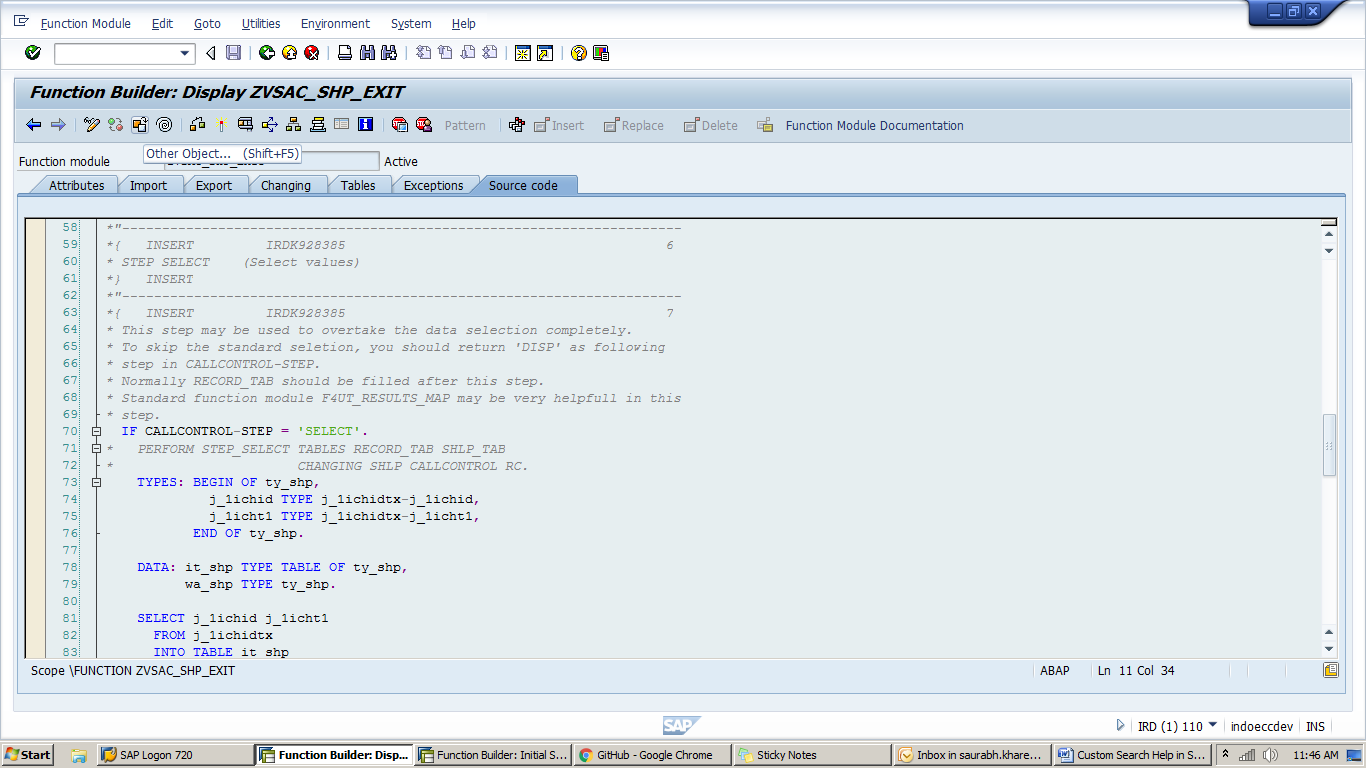 Function Module Edit Goto Utilities Environment System Help
Function Builder: Display ZVSAC_SHP_EXIT
Pattern Insert Replace Delete Function Module Documentation
Other Object... (Shift+F5)
Function module Active
Attributes Import Export Changing Tables Exceptions Source code
58 *"----------------------------------------------------------------------
59 *{ INSERT IRDK928385 6
60 * STEP SELECT (Select values)
61 *} INSERT
62 *"----------------------------------------------------------------------
63 *{ INSERT IRDK928385 7
64 * This step may be used to overtake the data selection completely.
65 * To skip the standard seletion, you should return 'DISP' as following
66 * step in CALLCONTROL-STEP.
67 * Normally RECORD_TAB should be filled after this step.
68 * Standard function module F4UT_RESULTS_MAP may be very helpfull in this
69 * step.
70 IF CALLCONTROL-STEP = 'SELECT'.
71 * PERFORM STEP_SELECT TABLES RECORD_TAB SHLP_TAB
72 * CHANGING SHLP CALLCONTROL RC.
73 TYPES: BEGIN OF ty_shp,
74 j_1ichid TYPE j_1ichidtx-j_1ichid,
75 j_1icht1 TYPE j_1ichidtx-j_1icht1,
76 END OF ty_shp.
77
78 DATA: it_shp TYPE TABLE OF ty_shp,
79 wa_shp TYPE ty_shp.
80
81 SELECT j_1ichid j_1icht1
82 FROM j_1ichidtx
83 INTO TABLE it_shp
Scope \FUNCTION ZVSAC_SHP_EXIT ABAP Ln 11 Col 34
SAP IRD (1) 110 indoeccdev INS
Start SAP Logon 720 Function Builder: Disp... Function Builder: Initial S... GitHub - Google Chrome Sticky Notes Inbox in saurabh.khare... Custom Search Help in S... 11:46 AM